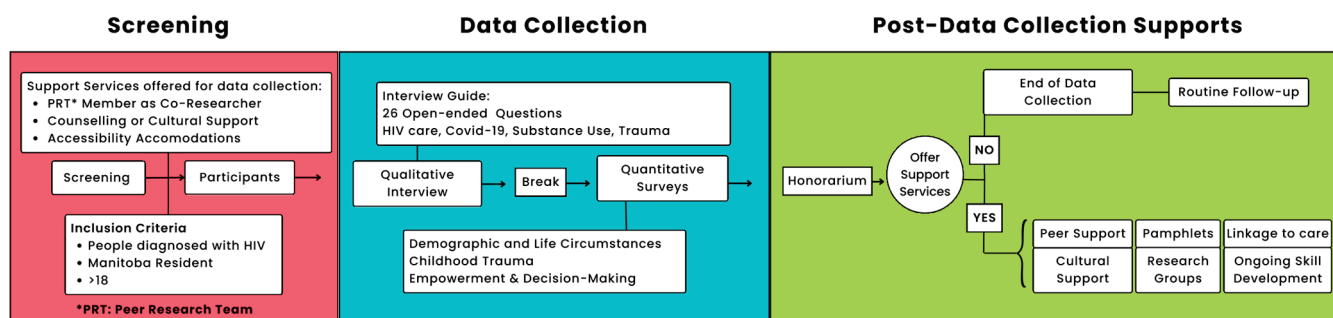 Screening
Support Services offered for data collection:
• PRT* Member as Co-Researcher
• Counselling or Cultural Support
• Accessibility Accomodations
Screening
Participants
Inclusion Criteria
• People diagnosed with HIV
• Manitoba Resident
• >18
*PRT: Peer Research Team
Data Collection
Interview Guide:
26 Open-ended Questions
HIV care, Covid-19, Substance Use, Trauma
Qualitative
Interview
Break
Quantitative
Surveys
Demographic and Life Circumstances
Childhood Trauma
Empowerment & Decision-Making
Post-Data Collection Supports
Honorarium
Offer
Support
Services
NO
End of Data
Collection
Routine Follow-up
YES
Peer Support
Pamphlets
Linkage to care
Cultural
Support
Research
Groups
Ongoing Skill
Development